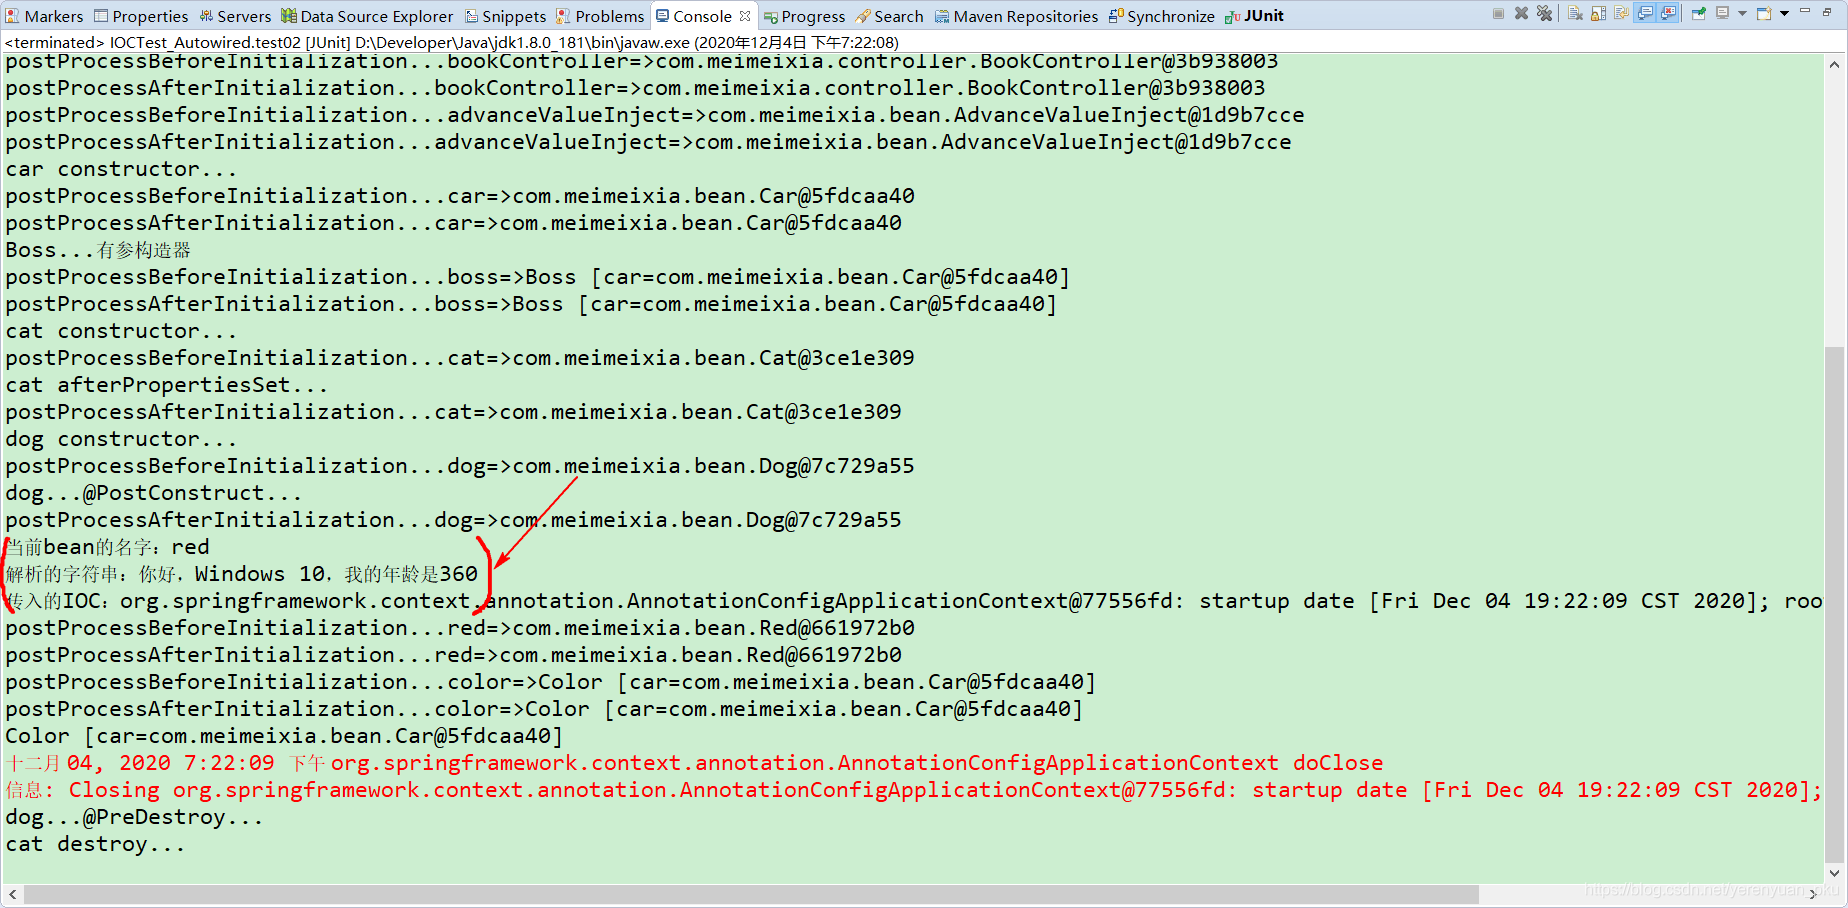 Markers Properties Servers Data Source Explorer Snippets Problems Console Progress Search Maven Repositories Synchronize JUnit
<terminated> IOCTest_Autowired.test02 [JUnit] D:\Developer\Java\jdk1.8.0_181\bin\javaw.exe (2020年12月4日 下午7:22:08)
postProcessBeforeInitialization...bookController=>com.meimeixia.controller.BookController@3b938003
postProcessAfterInitialization...bookController=>com.meimeixia.controller.BookController@3b938003
postProcessBeforeInitialization...advanceValueInject=>com.meimeixia.bean.AdvanceValueInject@1d9b7cce
postProcessAfterInitialization...advanceValueInject=>com.meimeixia.bean.AdvanceValueInject@1d9b7cce
car constructor...
postProcessBeforeInitialization...car=>com.meimeixia.bean.Car@5fdcaa40
postProcessAfterInitialization...car=>com.meimeixia.bean.Car@5fdcaa40
Boss...有参构造器
postProcessBeforeInitialization...boss=>Boss [car=com.meimeixia.bean.Car@5fdcaa40]
postProcessAfterInitialization...boss=>Boss [car=com.meimeixia.bean.Car@5fdcaa40]
cat constructor...
postProcessBeforeInitialization...cat=>com.meimeixia.bean.Cat@3ce1e309
cat afterPropertiesSet...
postProcessAfterInitialization...cat=>com.meimeixia.bean.Cat@3ce1e309
dog constructor...
postProcessBeforeInitialization...dog=>com.meimeixia.bean.Dog@7c729a55
dog...@PostConstruct...
postProcessAfterInitialization...dog=>com.meimeixia.bean.Dog@7c729a55
当前bean的名字：red
解析的字符串：你好，Windows 10，我的年龄是360
传入的IOC：org.springframework.context.annotation.AnnotationConfigApplicationContext@77556fd: startup date [Fri Dec 04 19:22:09 CST 2020]; roo
postProcessBeforeInitialization...red=>com.meimeixia.bean.Red@661972b0
postProcessAfterInitialization...red=>com.meimeixia.bean.Red@661972b0
postProcessBeforeInitialization...color=>Color [car=com.meimeixia.bean.Car@5fdcaa40]
postProcessAfterInitialization...color=>Color [car=com.meimeixia.bean.Car@5fdcaa40]
Color [car=com.meimeixia.bean.Car@5fdcaa40]
十二月 04, 2020 7:22:09 下午 org.springframework.context.annotation.AnnotationConfigApplicationContext doClose
信息: Closing org.springframework.context.annotation.AnnotationConfigApplicationContext@77556fd: startup date [Fri Dec 04 19:22:09 CST 2020];
dog...@PreDestroy...
cat destroy...
https://blog.csdn.net/yerenyuan_pku